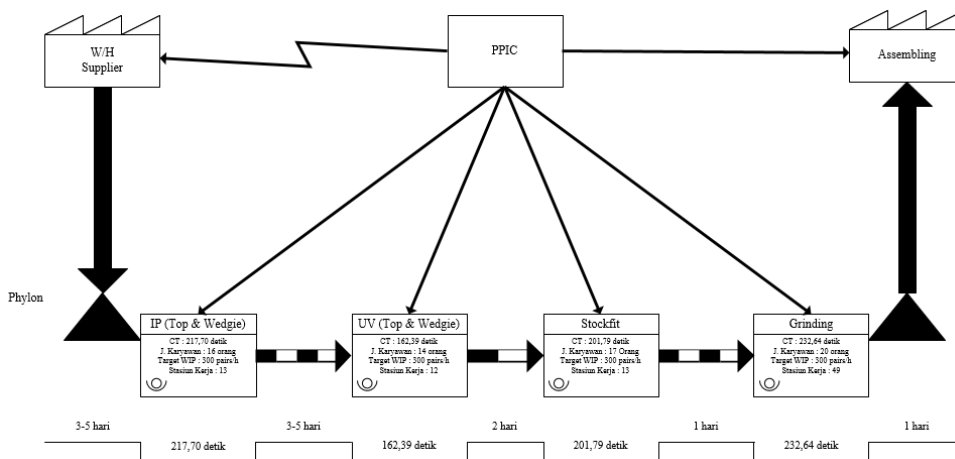 W/H
Supplier
PPIC
Assembling
Phylon
IP (Top & Wedgie)
CT : 217,70 detik
J. Karyawan : 16 orang
Target WIP : 300 pairs/h
Stasiun Kerja : 13
UV (Top & Wedgie)
CT : 162,39 detik
J. Karyawan : 14 orang
Target WIP : 300 pairs/h
Stasiun Kerja : 12
Stockfit
CT : 201,79 detik
J. Karyawan : 17 Orang
Target WIP : 300 pairs/h
Stasiun Kerja : 13
Grinding
CT : 232,64 detik
J. Karyawan : 20 orang
Target WIP : 300 pairs/h
Stasiun Kerja : 49
3-5 hari
217,70 detik
3-5 hari
162,39 detik
2 hari
201,79 detik
1 hari
232,64 detik
1 hari